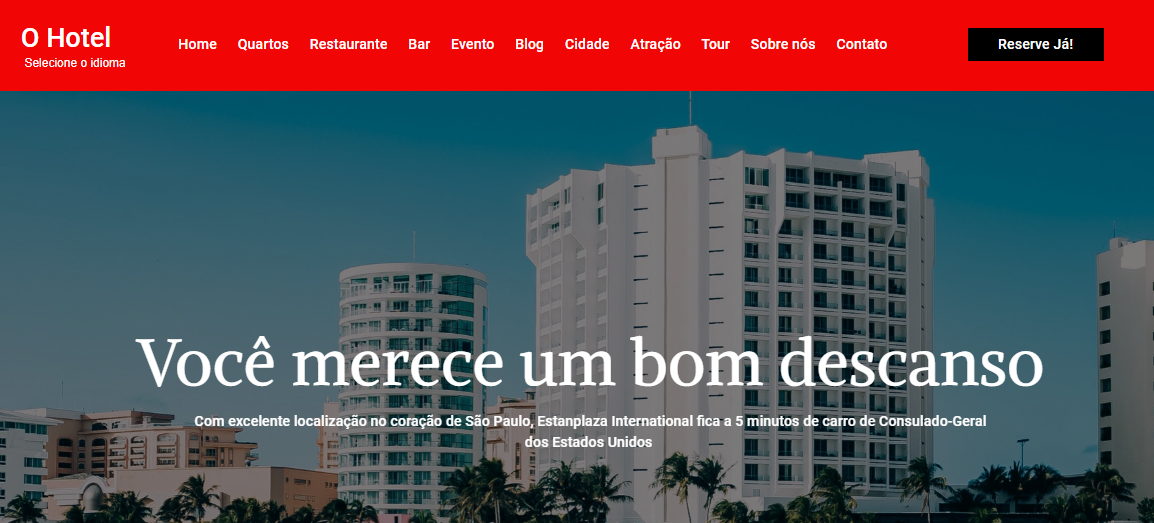 O Hotel
Selecione o idioma
Home Quartos Restaurante Bar Evento Blog Cidade Atração Tour Sobre nós Contato
Reserve Já!
Você merece um bom descanso
Com excelente localização no coração de São Paulo, Estanplaza International fica a 5 minutos de carro de Consulado-Geral
dos Estados Unidos